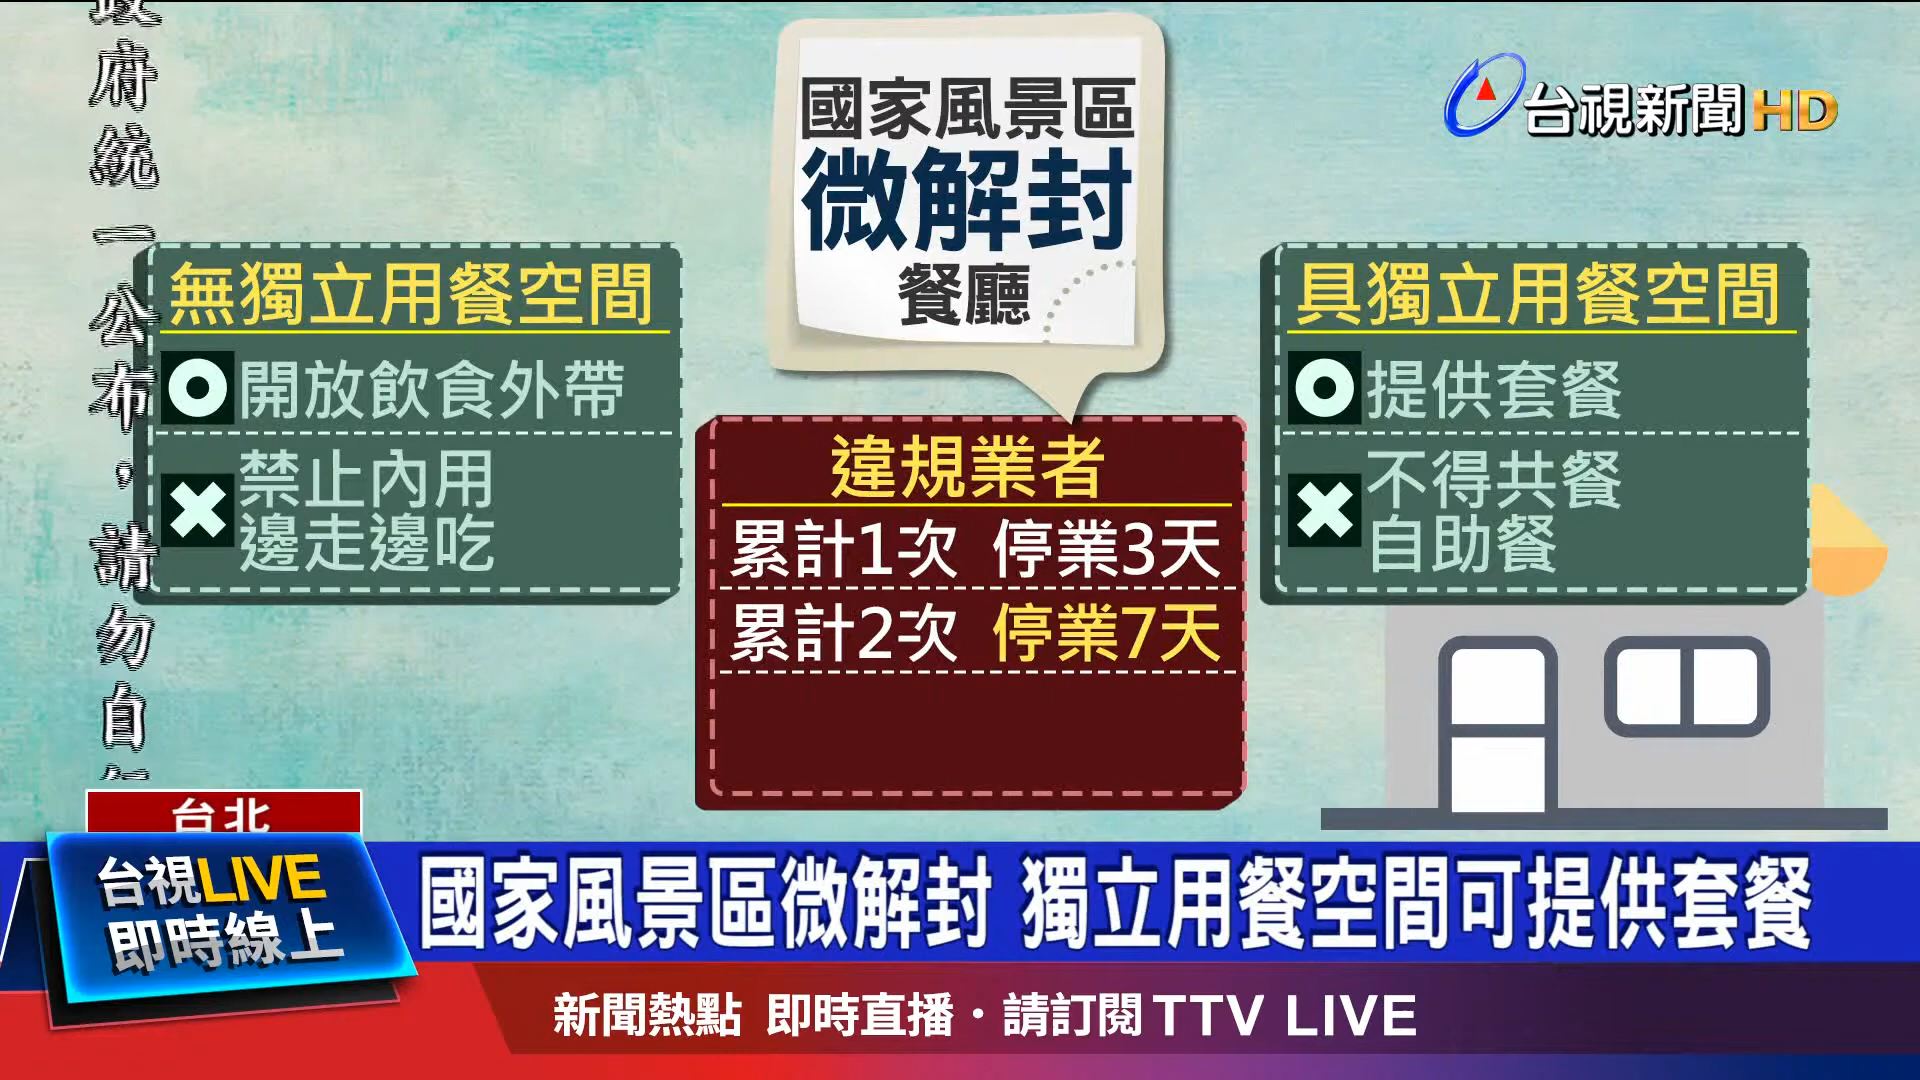 政府統一公布，請勿自行
國家風景區
微解封
餐廳
台視新聞HD
無獨立用餐空間
開放飲食外帶
禁止內用
邊走邊吃
違規業者
累計1次 停業3天
累計2次 停業7天
具獨立用餐空間
提供套餐
不得共餐
自助餐
台北
台視LIVE
即時線上
國家風景區微解封 獨立用餐空間可提供套餐
新聞熱點 即時直播·請訂閱TTV LIVE